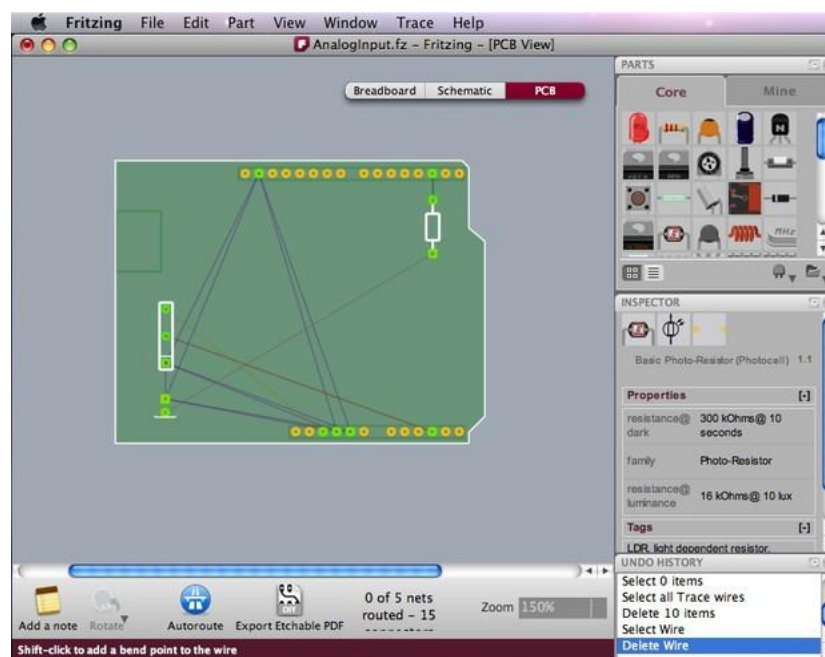 Fritzing File Edit Part View Window Trace Help
AnalogInput.fz – Fritzing – [PCB View]
Breadboard Schematic PCB
PARTS
Core Mine
N
MHz
INSPECTOR
Basic Photo-Resistor (Photocell) 1.1
Properties [-]
resistance@ dark 300 kOhms@ 10 seconds
family Photo-Resistor
resistance@ luminance 16 kOhms@ 10 lux
Tags [-]
LDR, light dependent resistor,
UNDO HISTORY
Select 0 items
Select all Trace wires
Delete 10 items
Select Wire
Delete Wire
Add a note Rotate Autoroute Export Etchable PDF
DIY
0 of 5 nets
routed – 15
Zoom 150%
Shift-click to add a bend point to the wire